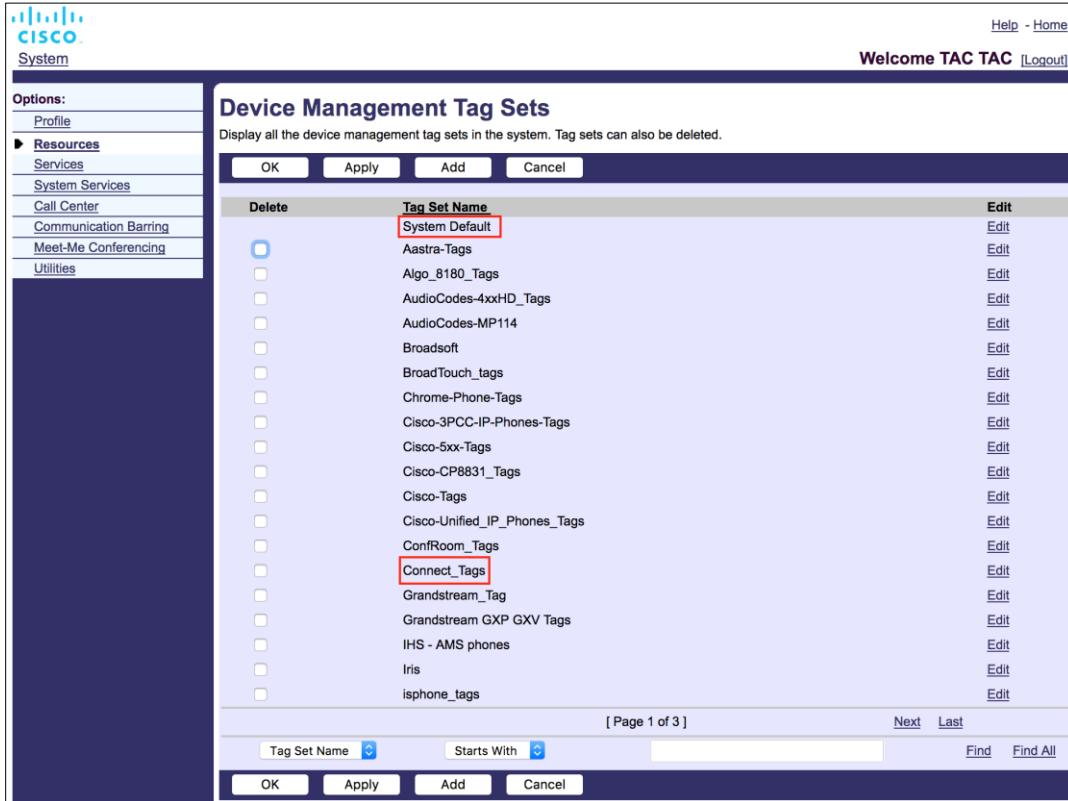 CISCO
Help - Home
System
Welcome TAC TAC [Logout]
Options:
Profile
Resources
Services
System Services
Call Center
Communication Barring
Meet-Me Conferencing
Utilities
Device Management Tag Sets
Display all the device management tag sets in the system. Tag sets can also be deleted.
OK Apply Add Cancel
Delete Tag Set Name Edit
System Default Edit
Aastra-Tags Edit
Algo_8180_Tags Edit
AudioCodes-4xxHD_Tags Edit
AudioCodes-MP114 Edit
Broadsoft Edit
BroadTouch_tags Edit
Chrome-Phone-Tags Edit
Cisco-3PCC-IP-Phones-Tags Edit
Cisco-5xx-Tags Edit
Cisco-CP8831_Tags Edit
Cisco-Tags Edit
Cisco-Unified_IP_Phones_Tags Edit
ConfRoom_Tags Edit
Connect_Tags Edit
Grandstream_Tag Edit
Grandstream GXP GXV Tags Edit
IHS - AMS phones Edit
Iris Edit
isphone_tags Edit
[ Page 1 of 3 ] Next Last
Tag Set Name Starts With Find Find All
OK Apply Add Cancel